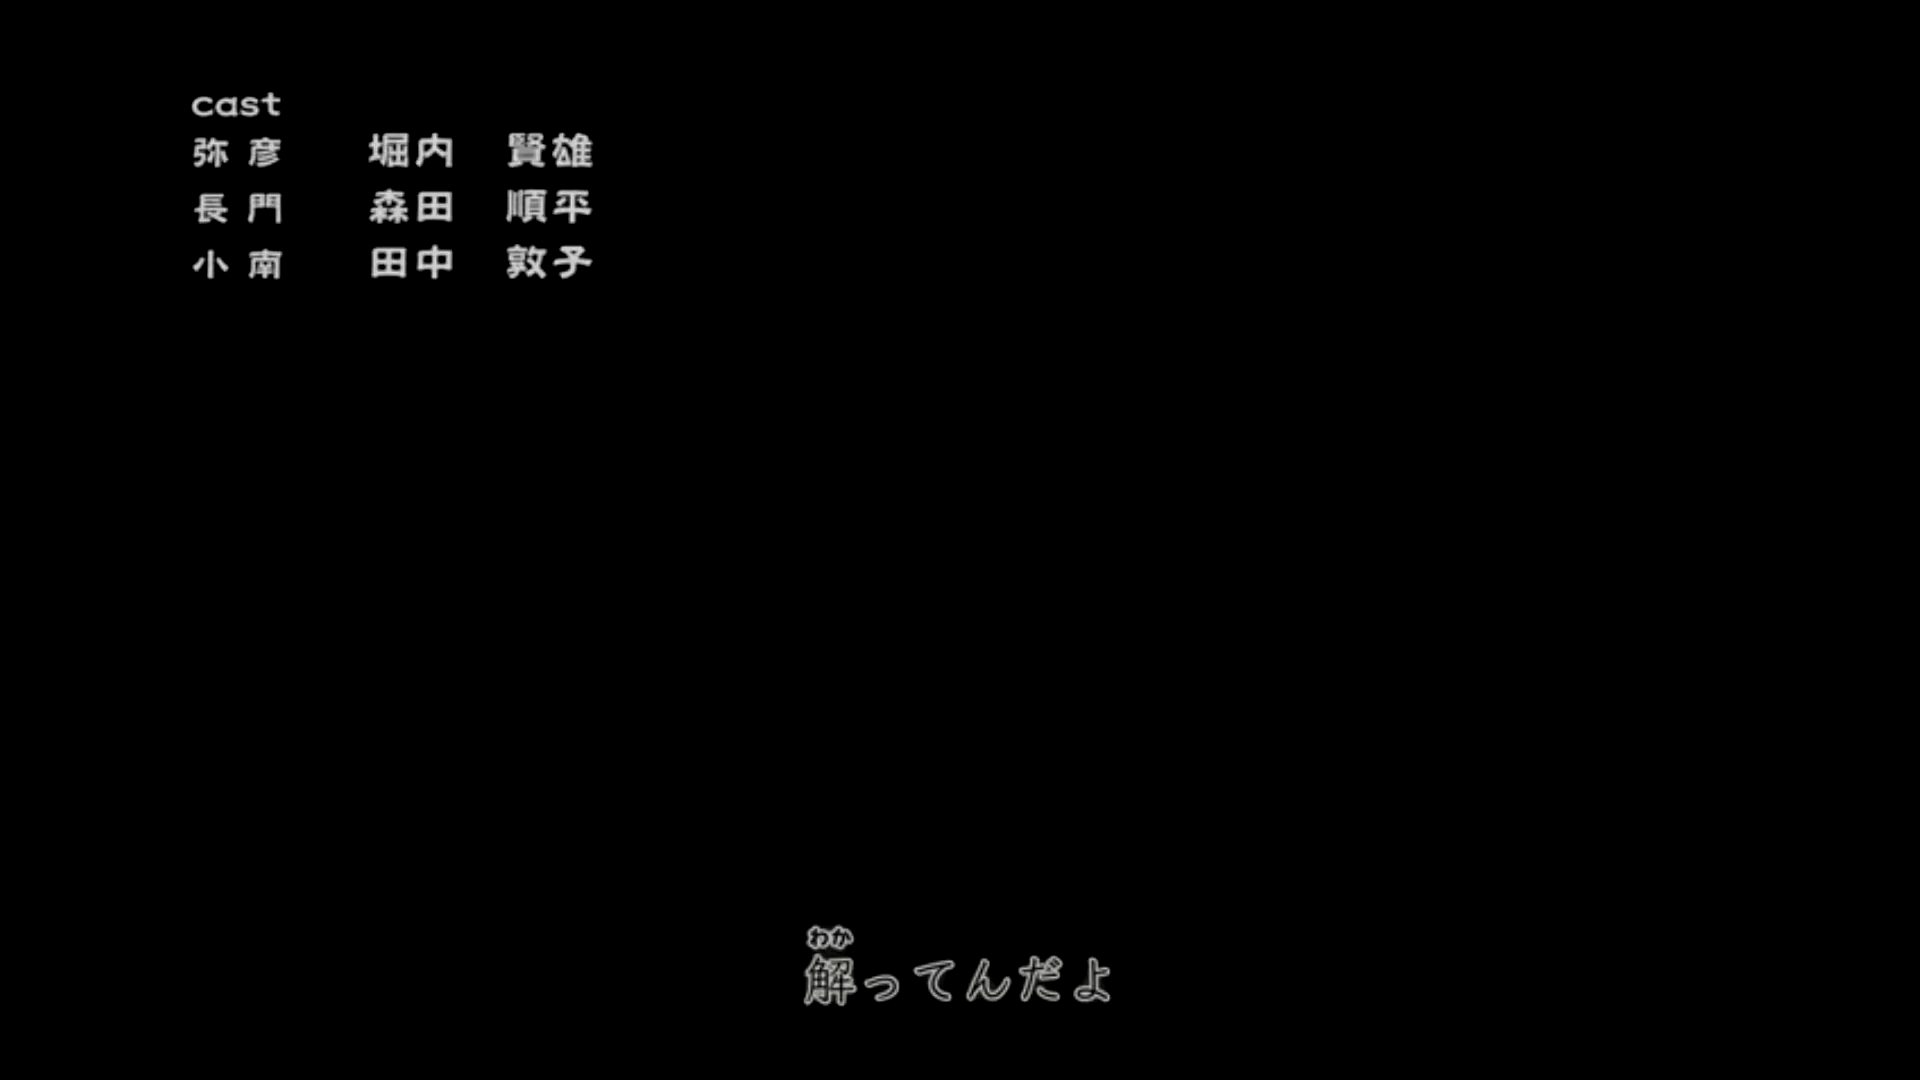 cast
弥彦 堀内 賢雄
長門 森田 順平
小南 田中 敦子
わか
解ってんだよ